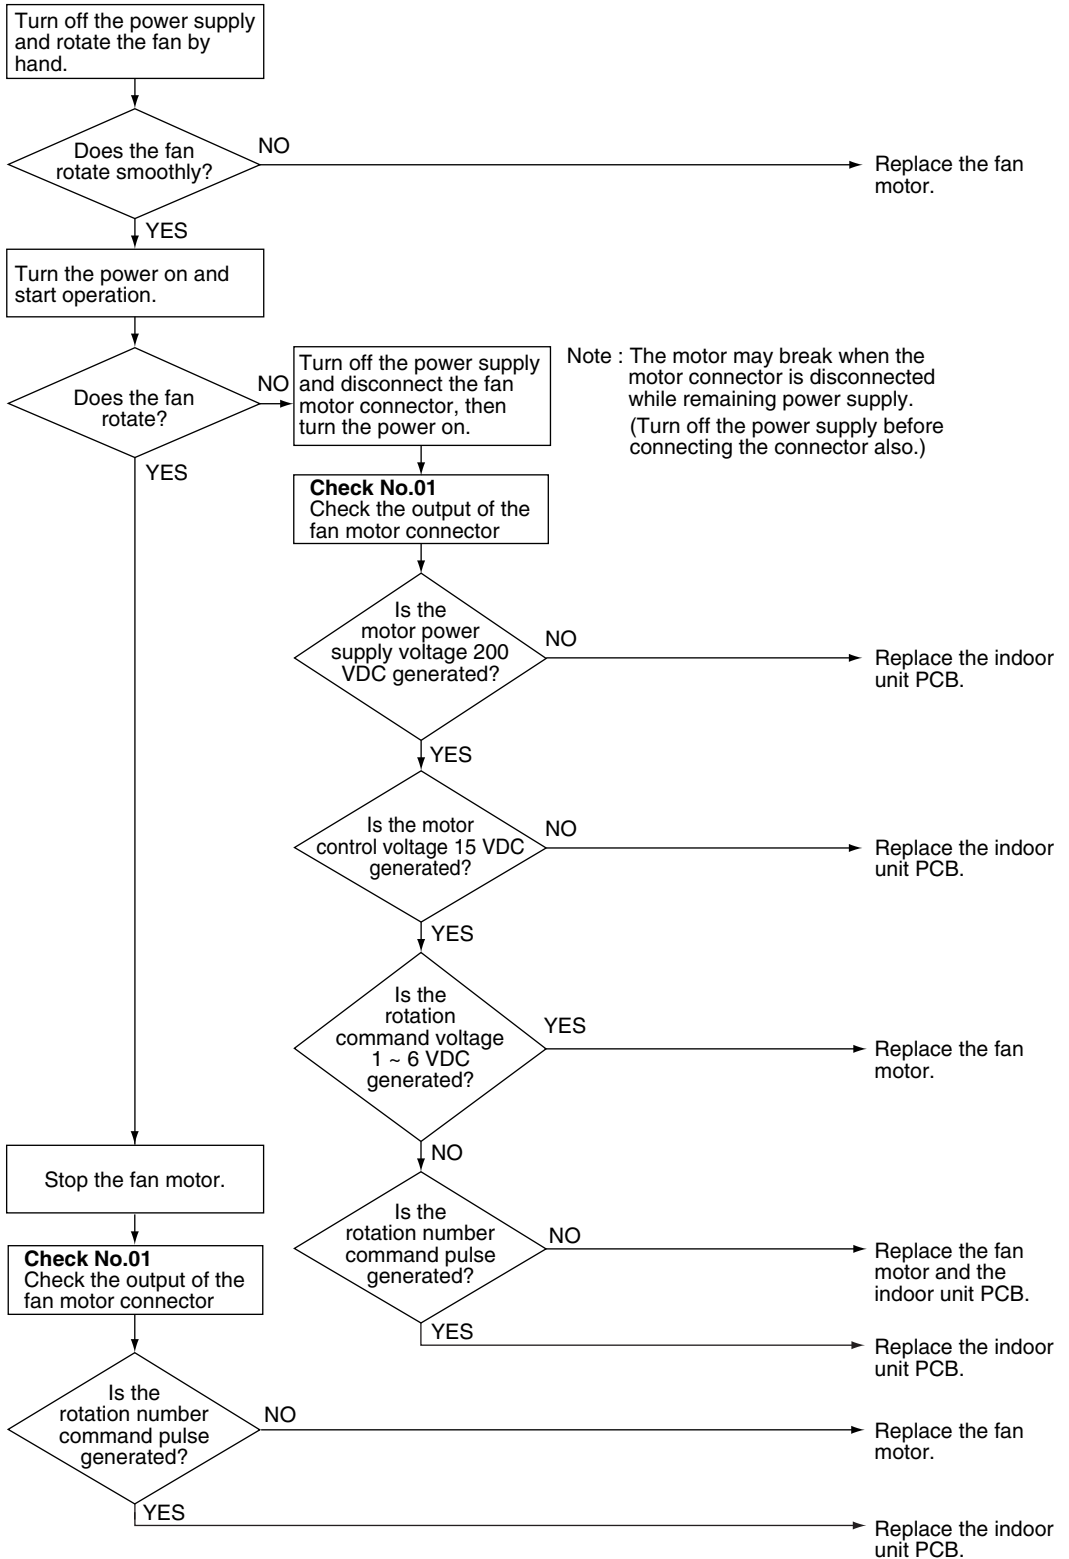 Turn off the power supply
and rotate the fan by
hand.
Does the fan
rotate smoothly?
NO
Replace the fan
motor.
YES
Turn the power on and
start operation.
Does the fan
rotate?
NO
Turn off the power supply
and disconnect the fan
motor connector, then
turn the power on.
Note : The motor may break when the
motor connector is disconnected
while remaining power supply.
(Turn off the power supply before
connecting the connector also.)
YES
Check No.01
Check the output of the
fan motor connector
Is the
motor power
supply voltage 200
VDC generated?
NO
Replace the indoor
unit PCB.
YES
Is the motor
control voltage 15 VDC
generated?
NO
Replace the indoor
unit PCB.
YES
Is the
rotation
command voltage
1 ~ 6 VDC
generated?
YES
Replace the fan
motor.
NO
Stop the fan motor.
Is the
rotation number
command pulse
generated?
NO
Replace the fan
motor and the
indoor unit PCB.
YES
Replace the indoor
unit PCB.
Check No.01
Check the output of the
fan motor connector
Is the
rotation number
command pulse
generated?
NO
Replace the fan
motor.
YES
Replace the indoor
unit PCB.